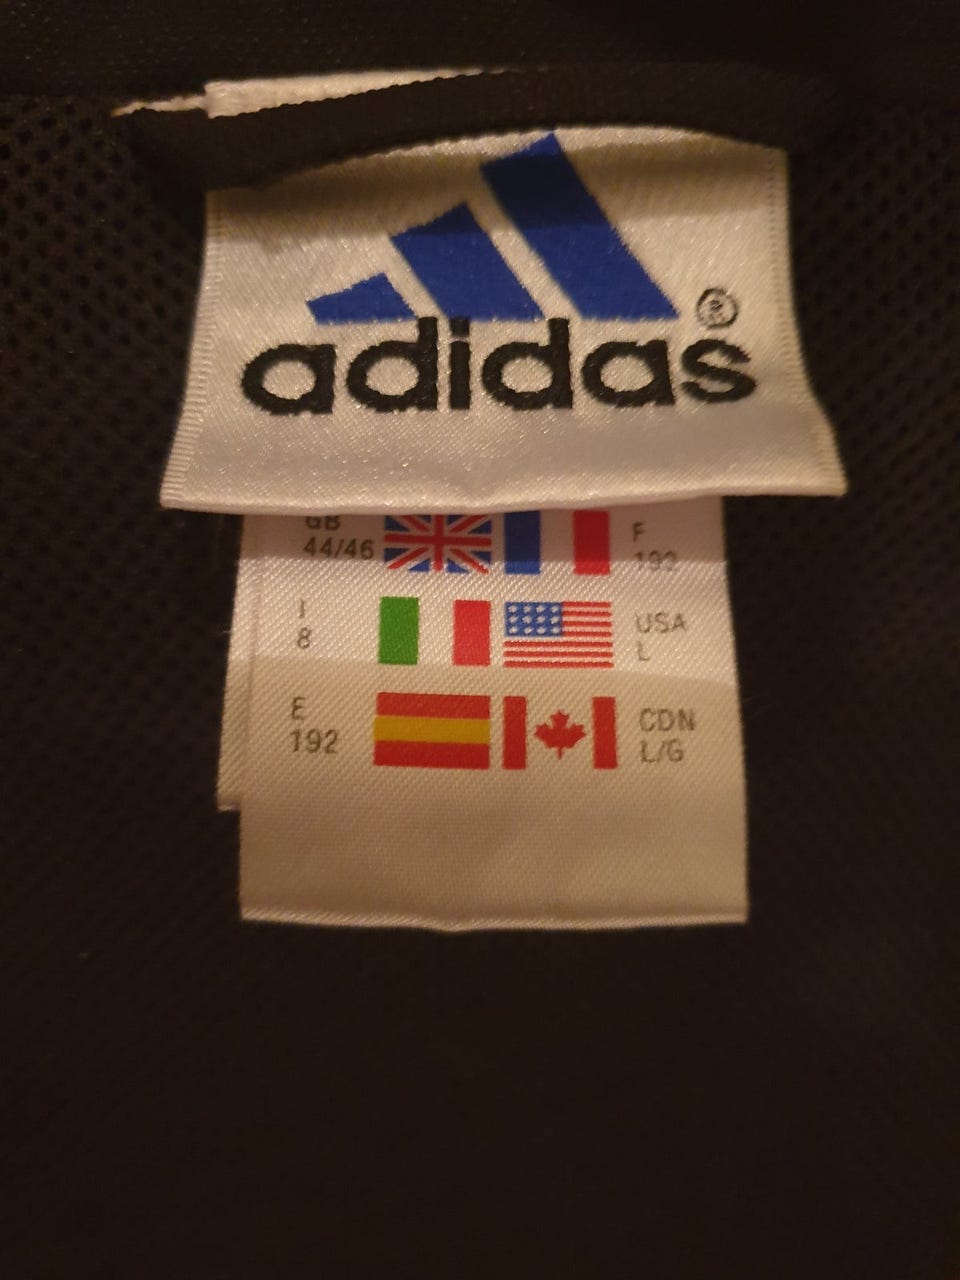 adidas®
GB
44/46
F
192
I
8
USA
L
E
192
CDN
L/G